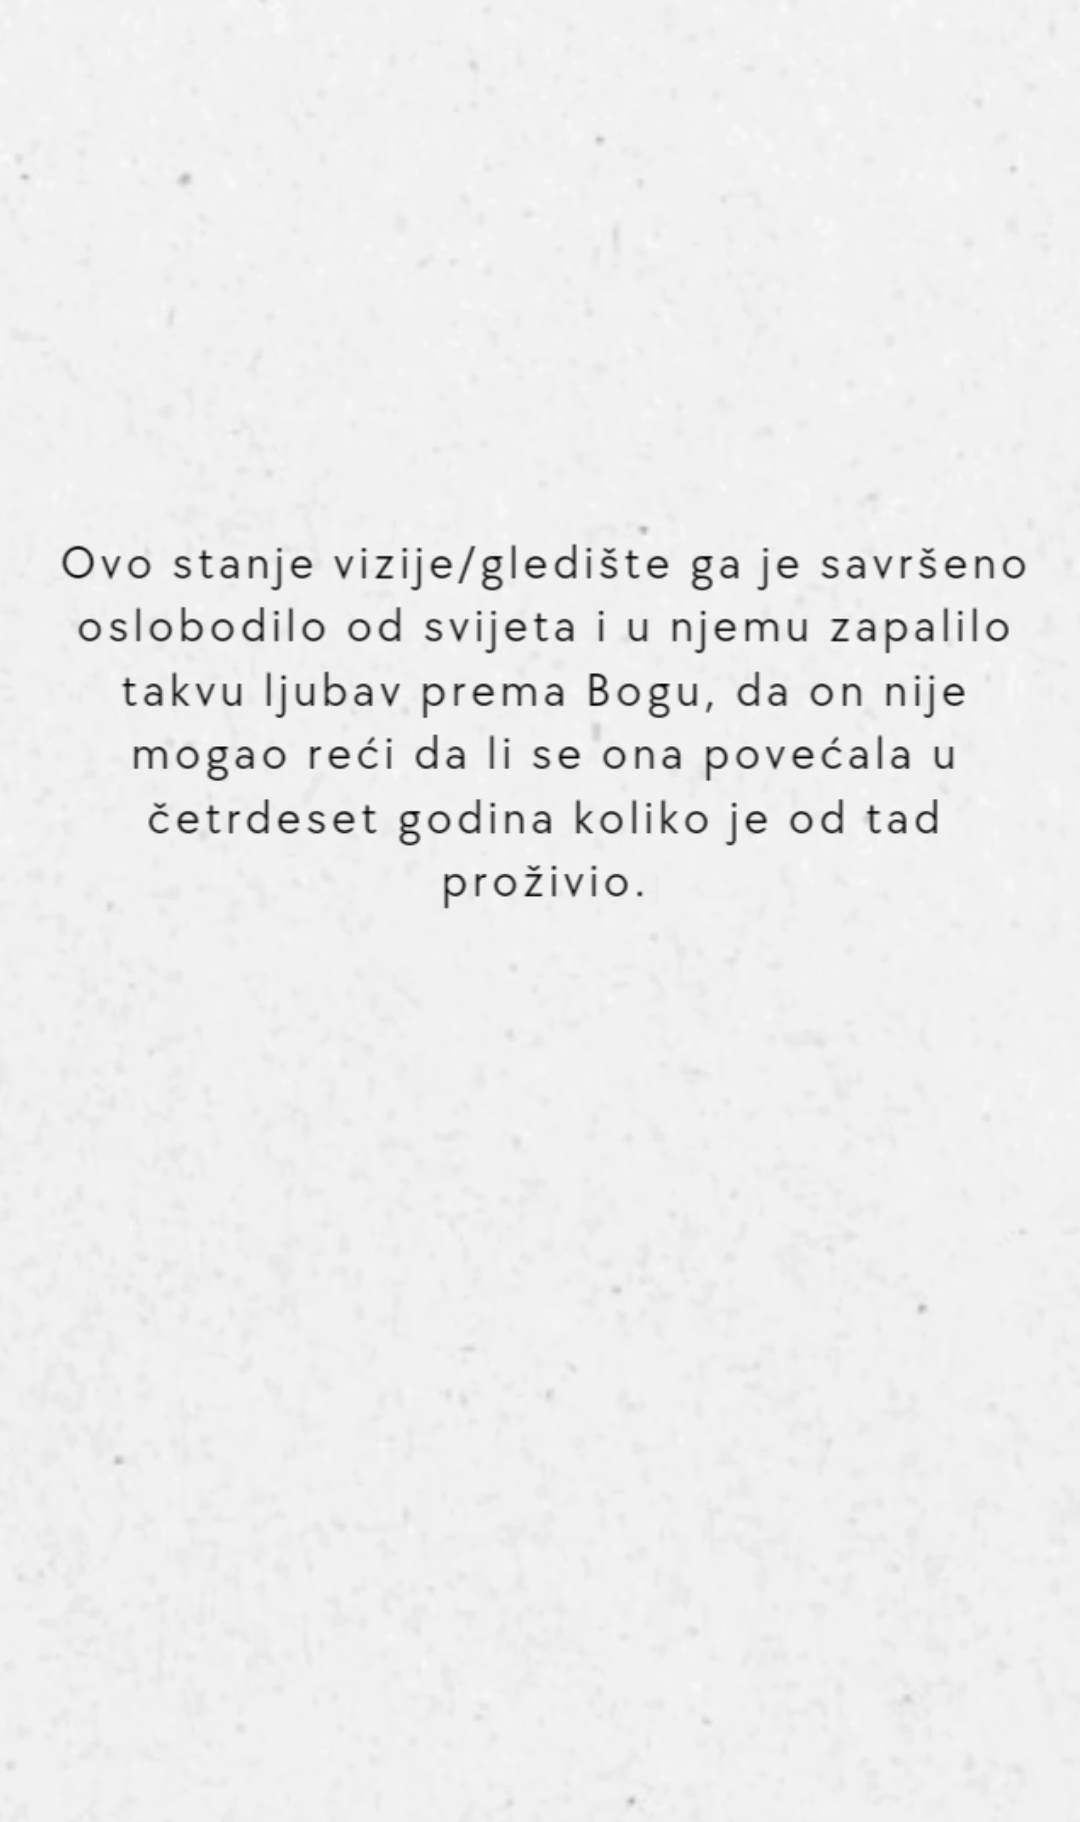 Ovo stanje vizije/gledište ga je savršeno
oslobodilo od svijeta i u njemu zapalilo
takvu ljubav prema Bogu, da on nije
mogao reći da li se ona povećala u
četrdeset godina koliko je od tad
proživio.